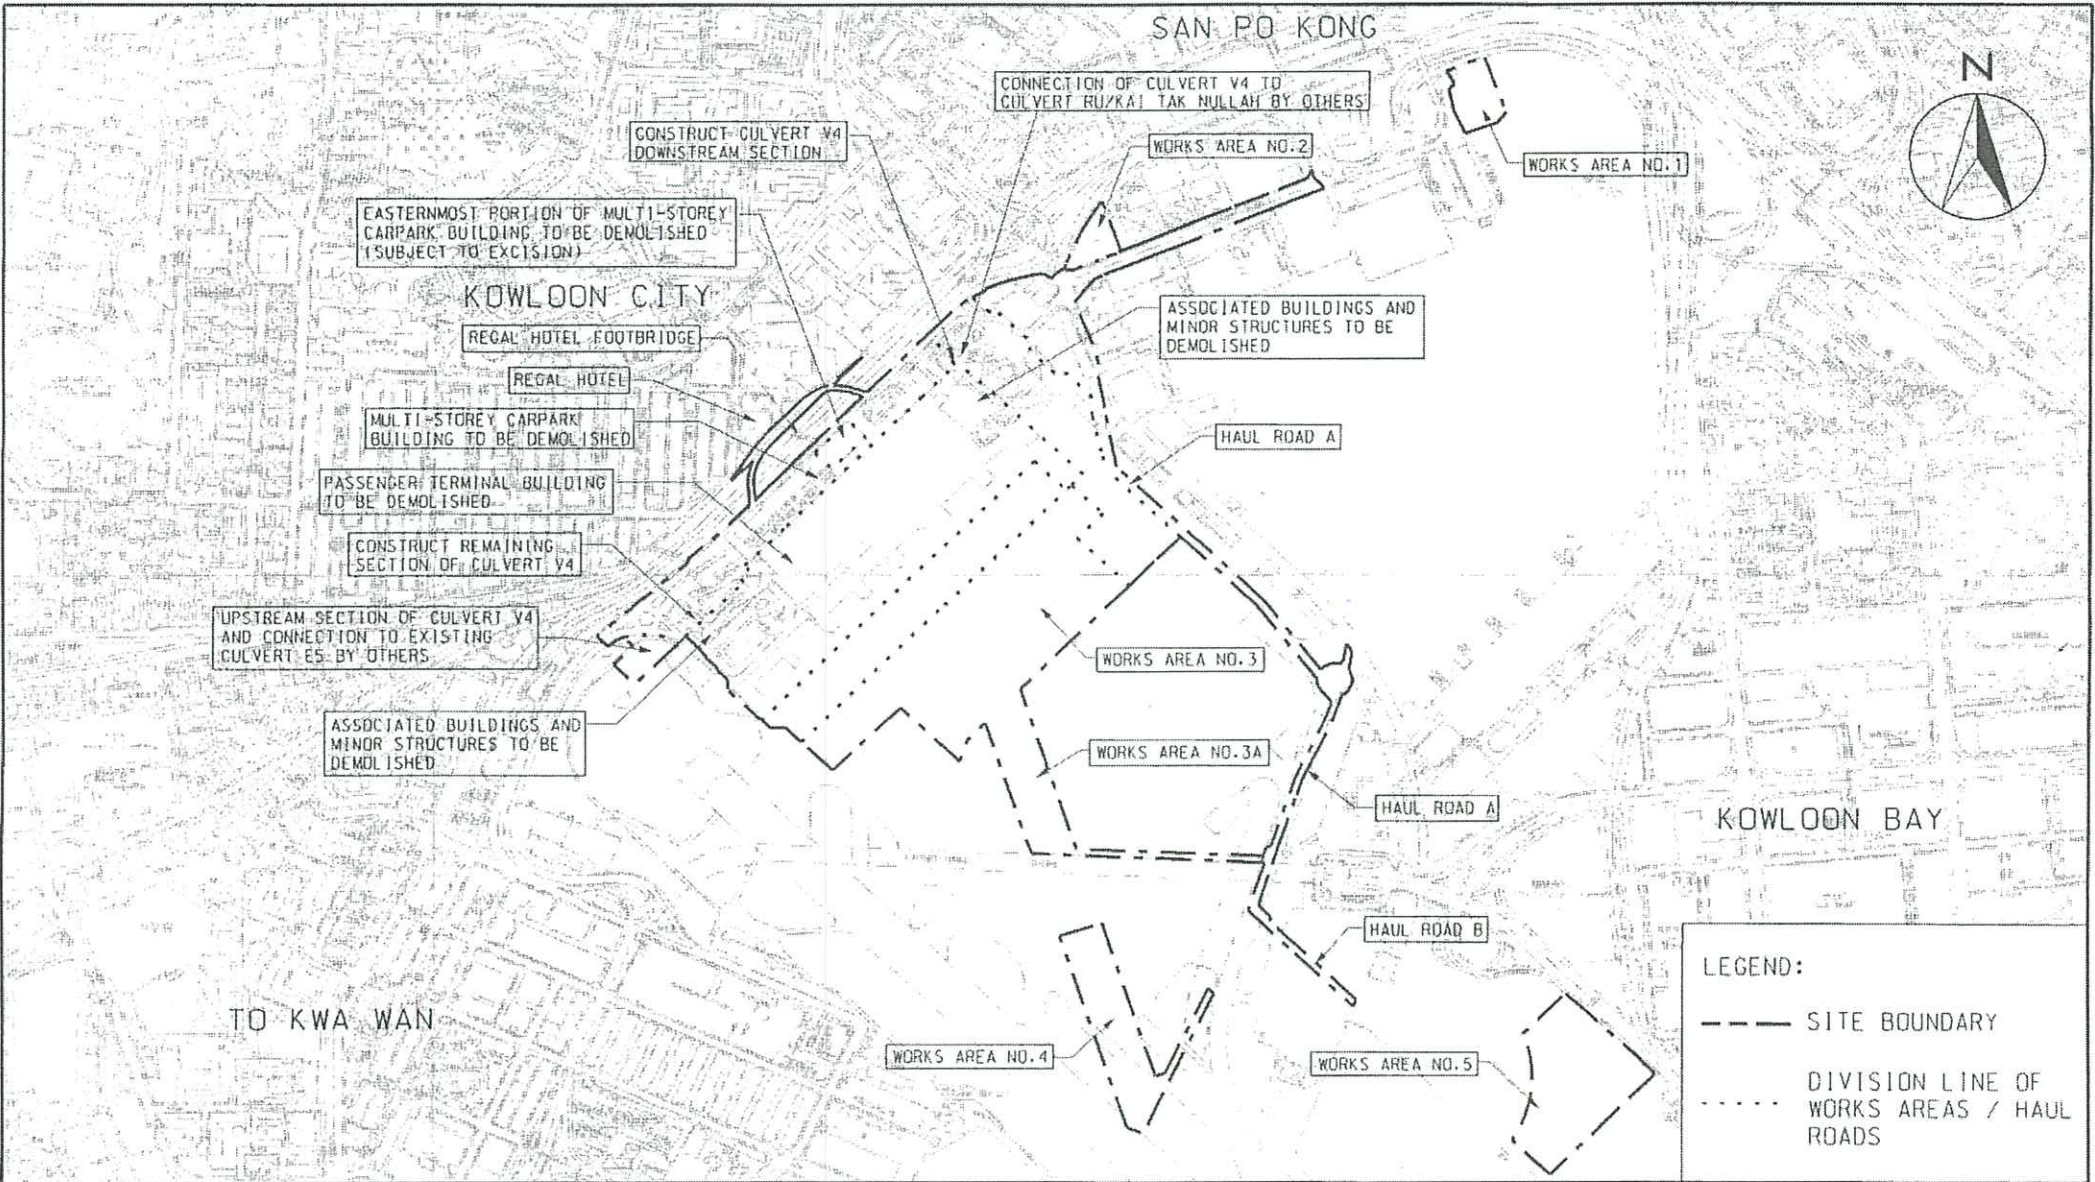 SAN PO KONG
N
CONNECTION OF CULVERT V4 TO
CULVERT RU/KAI TAK NULLAH BY OTHERS
CONSTRUCT CULVERT V4
DOWNSTREAM SECTION
WORKS AREA NO.2
WORKS AREA NO.1
EASTERNMOST PORTION OF MULTI-STOREY
CARPARK BUILDING TO BE DEMOLISHED
(SUBJECT TO EXCISION)
KOWLOON CITY
REGAL HOTEL FOOTBRIDGE
ASSOCIATED BUILDINGS AND
MINOR STRUCTURES TO BE
DEMOLISHED
REGAL HOTEL
MULTI-STOREY CARPARK
BUILDING TO BE DEMOLISHED
HAUL ROAD A
PASSENGER TERMINAL BUILDING
TO BE DEMOLISHED
CONSTRUCT REMAINING
SECTION OF CULVERT V4
UPSTREAM SECTION OF CULVERT V4
AND CONNECTION TO EXISTING
CULVERT E5 BY OTHERS
WORKS AREA NO.3
ASSOCIATED BUILDINGS AND
MINOR STRUCTURES TO BE
DEMOLISHED
WORKS AREA NO.3A
HAUL ROAD A
KOWLOON BAY
HAUL ROAD B
TO KWA WAN
WORKS AREA NO.4
WORKS AREA NO.5
LEGEND:
SITE BOUNDARY
DIVISION LINE OF
WORKS AREAS / HAUL
ROADS